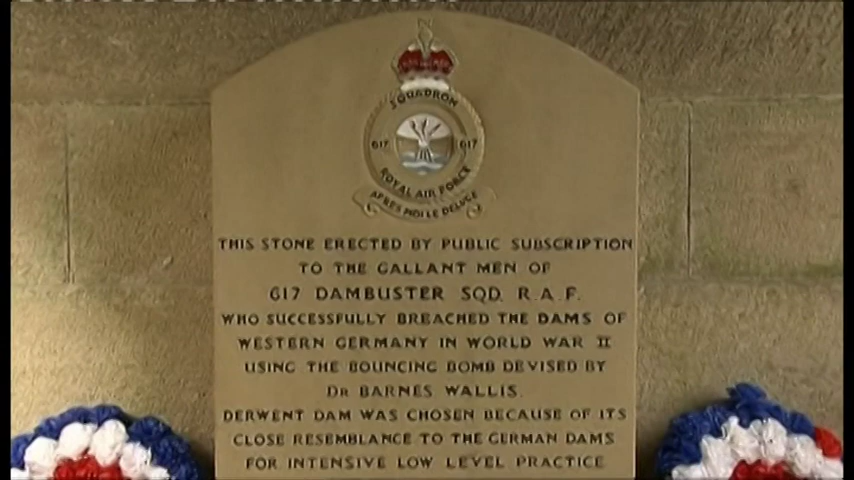 SQUADRON
617 617
ROYAL AIR FORCE
APRES MOI LE DELUGE
THIS STONE ERECTED BY PUBLIC SUBSCRIPTION
TO THE GALLANT MEN OF
617 DAMBUSTER SQD. R.A.F.
WHO SUCCESSFULLY BREACHED THE DAMS OF
WESTERN GERMANY IN WORLD WAR II
USING THE BOUNCING BOMB DEVISED BY
DR BARNES WALLIS.
DERWENT DAM WAS CHOSEN BECAUSE OF ITS
CLOSE RESEMBLANCE TO THE GERMAN DAMS
FOR INTENSIVE LOW LEVEL PRACTICE